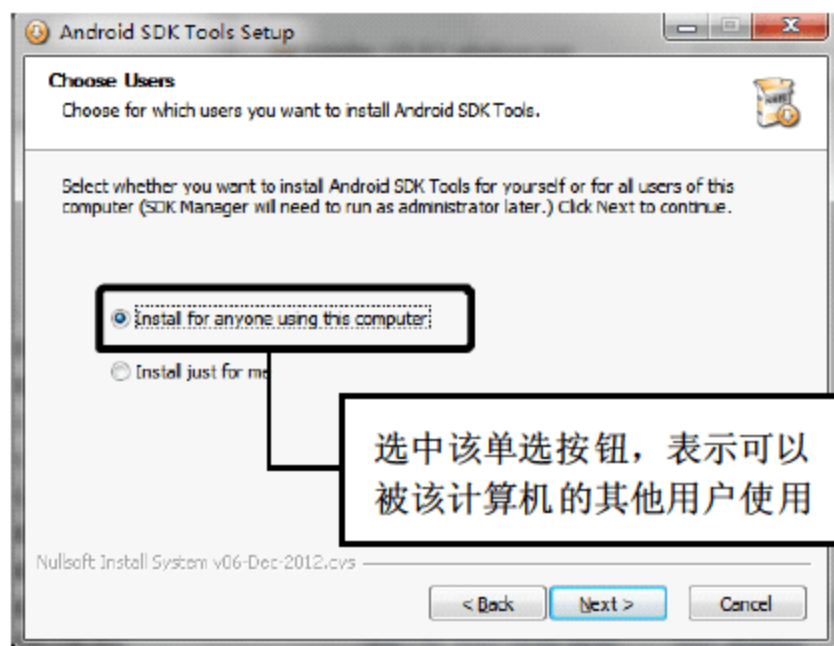 Android SDK Tools Setup
Choose Users
Choose for which users you want to install Android SDK Tools.
Select whether you want to install Android SDK Tools for yourself or for all users of this
computer (SDK Manager will need to run as administrator later.) Click Next to continue.
Install for anyone using this computer
Install just for me
选中该单选按钮，表示可以
被该计算机的其他用户使用
Nullsoft Install System v06-Dec-2012.cvs
< Back
Next >
Cancel